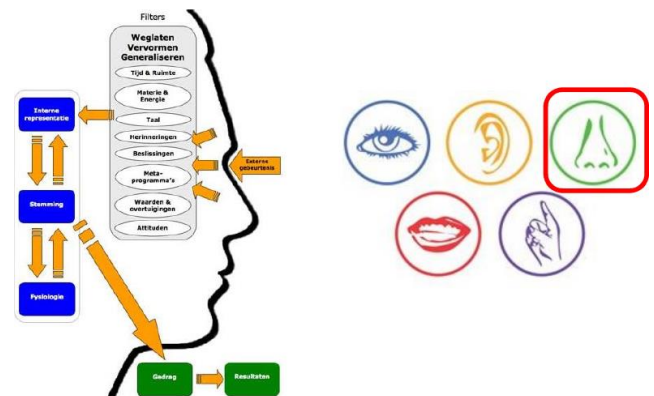 Filters
Weglaten
Vervormen
Generaliseren
Tijd & Ruimte
Materie &
Energie
Taal
Herinneringen
Beslissingen
Meta-
programma's
Waarden &
overtuigingen
Attituden
Externe
gebeurtenis
Interne
representatie
Stemming
Fysiologie
Gedrag
Resultaten